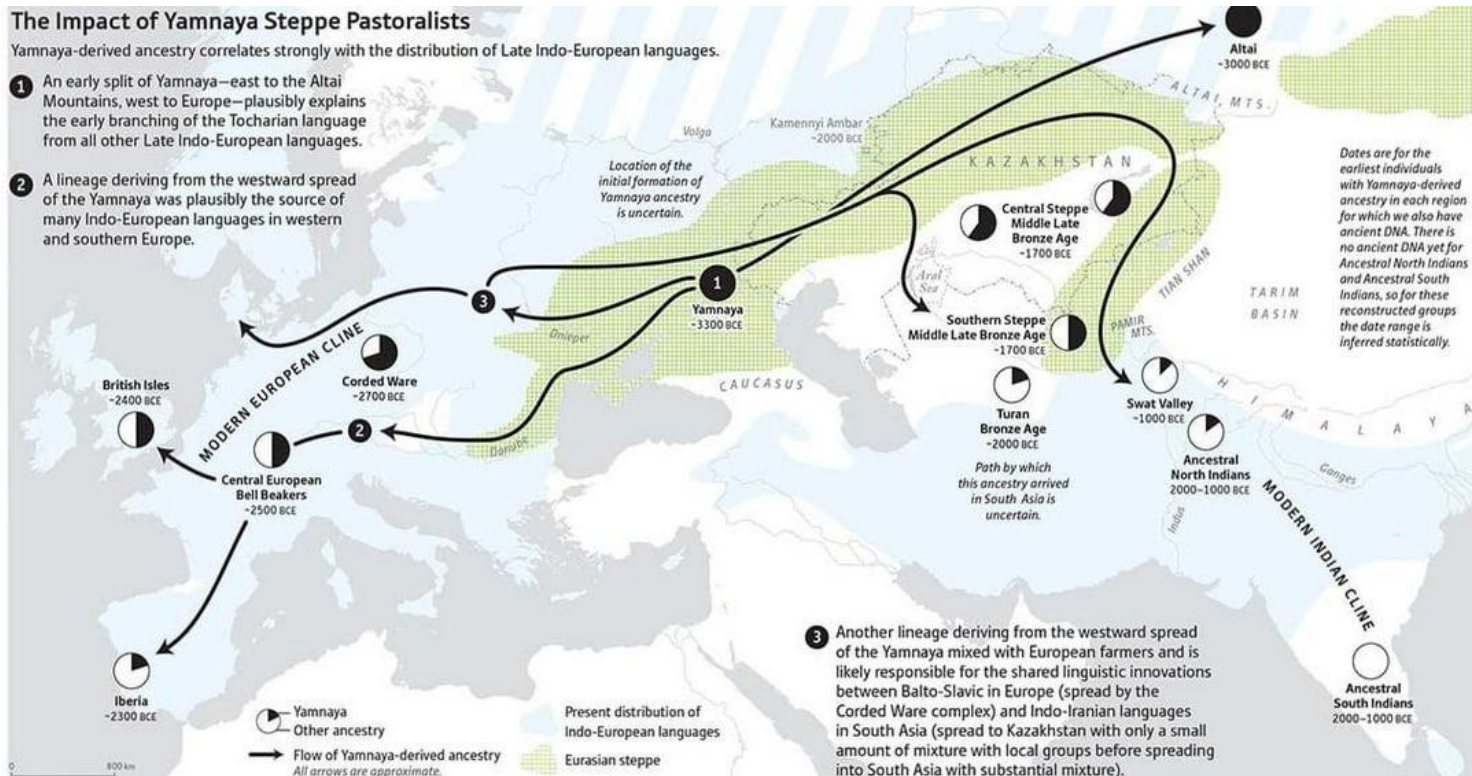 The Impact of Yamnaya Steppe Pastoralists
Yamnaya-derived ancestry correlates strongly with the distribution of Late Indo-European languages.
1 An early split of Yamnaya—east to the Altai
Mountains, west to Europe—plausibly explains
the early branching of the Tocharian language
from all other Late Indo-European languages.
2 A lineage deriving from the westward spread
of the Yamnaya was plausibly the source of
many Indo-European languages in western
and southern Europe.
Altai
~3000 BCE
ALTAI MTS.
Volga
Kamennyi Ambar
~2000 BCE
KAZAKHSTAN
Location of the
initial formation of
Yamnaya ancestry
is uncertain.
Dates are for the
earliest individuals
with Yamnaya-derived
ancestry in each region
for which we also have
ancient DNA. There is
no ancient DNA yet for
Ancestral North Indians
and Ancestral South
Indians, so for these
reconstructed groups
the date range is
inferred statistically.
Central Steppe
Middle Late
Bronze Age
~1700 BCE
Aral
Sea
TIAN SHAN
TARIM
BASIN
1
Yamnaya
~3300 BCE
3
Dnieper
Southern Steppe
Middle Late Bronze Age
~1700 BCE
PAMIR
MTS.
MODERN EUROPEAN CLINE
Corded Ware
~2700 BCE
CAUCASUS
British Isles
~2400 BCE
2
Danube
Turan
Bronze Age
~2000 BCE
Swat Valley
~1000 BCE
HIMALAYA
Path by which
this ancestry arrived
in South Asia is
uncertain.
Ancestral
North Indians
2000–1000 BCE
Ganges
Indus
MODERN INDIAN CLINE
Central European
Bell Beakers
~2500 BCE
Iberia
~2300 BCE
Ancestral
South Indians
2000–1000 BCE
3 Another lineage deriving from the westward spread
of the Yamnaya mixed with European farmers and is
likely responsible for the shared linguistic innovations
between Balto-Slavic in Europe (spread by the
Corded Ware complex) and Indo-Iranian languages
in South Asia (spread to Kazakhstan with only a small
amount of mixture with local groups before spreading
into South Asia with substantial mixture).
Yamnaya
Other ancestry
Flow of Yamnaya-derived ancestry
All arrows are approximate.
Present distribution of
Indo-European languages
Eurasian steppe
0 800 km